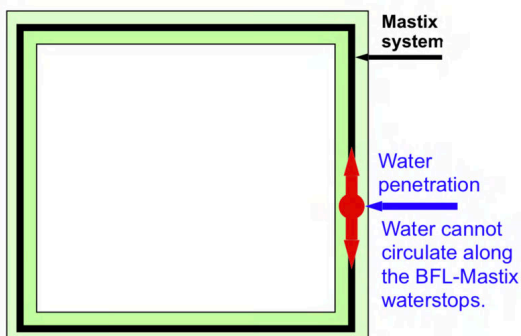 Mastix
system
Water
penetration
Water cannot
circulate along
the BFL-Mastix
waterstops.